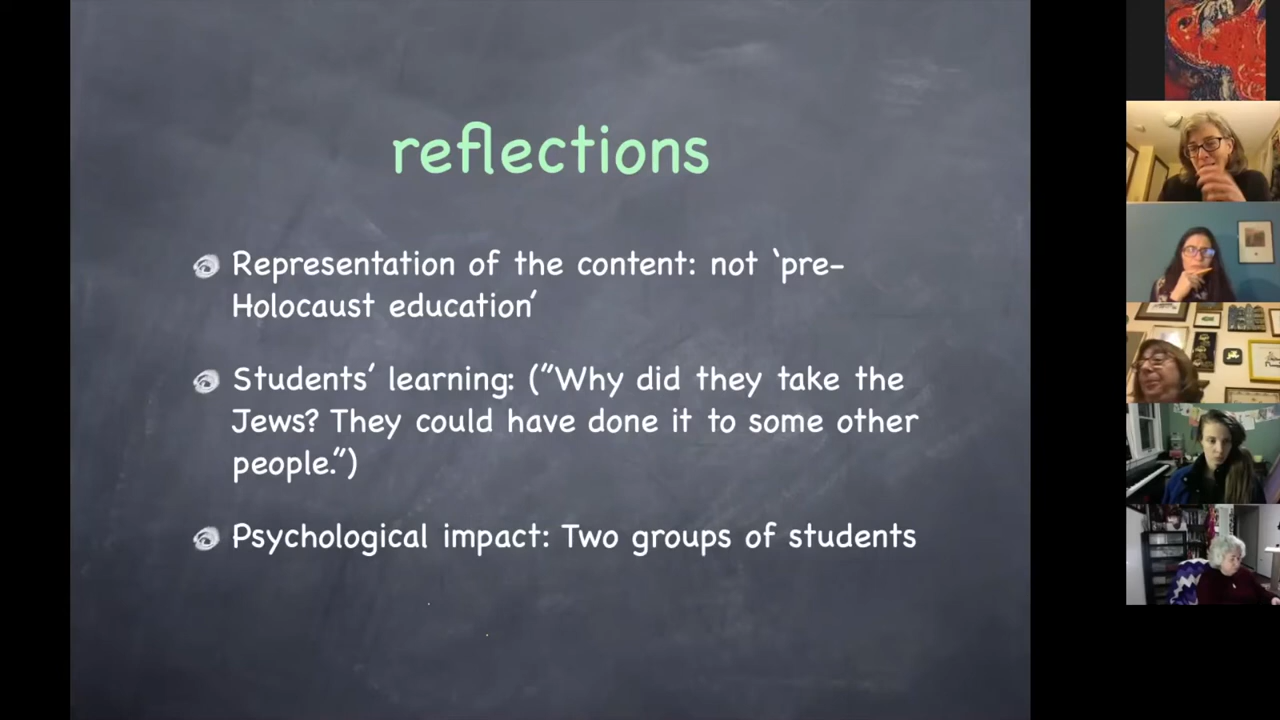 reflections
Representation of the content: not ‘pre-
Holocaust education’
Students’ learning: (“Why did they take the
Jews? They could have done it to some other
people.”)
Psychological impact: Two groups of students